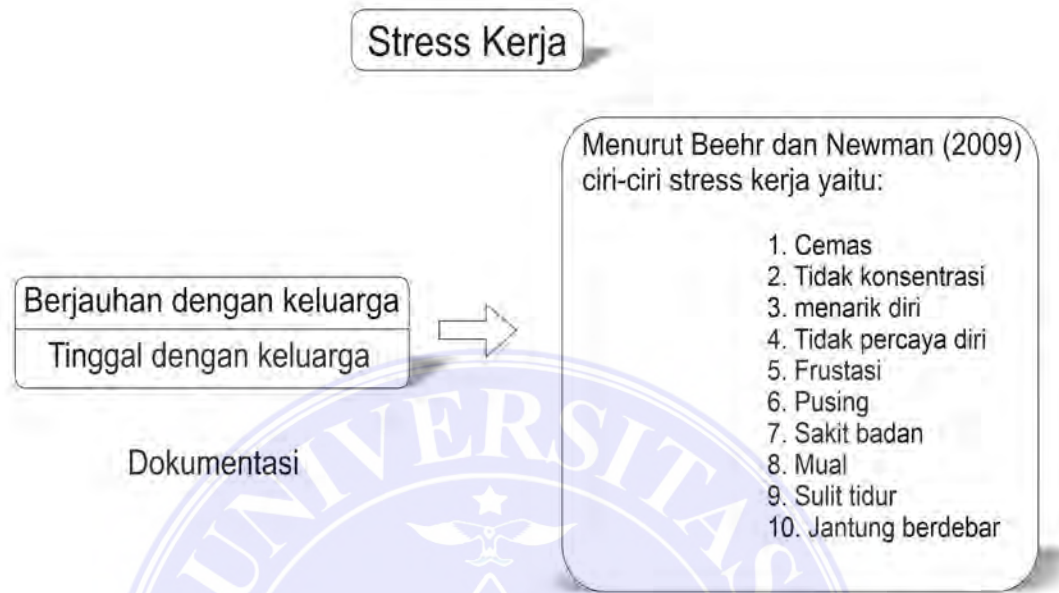 Stress Kerja
Berjauhan dengan keluarga
Tinggal dengan keluarga
Dokumentasi
Menurut Beehr dan Newman (2009)
ciri-ciri stress kerja yaitu:
1. Cemas
2. Tidak konsentrasi
3. menarik diri
4. Tidak percaya diri
5. Frustasi
6. Pusing
7. Sakit badan
8. Mual
9. Sulit tidur
10. Jantung berdebar
UNIVERSITAS